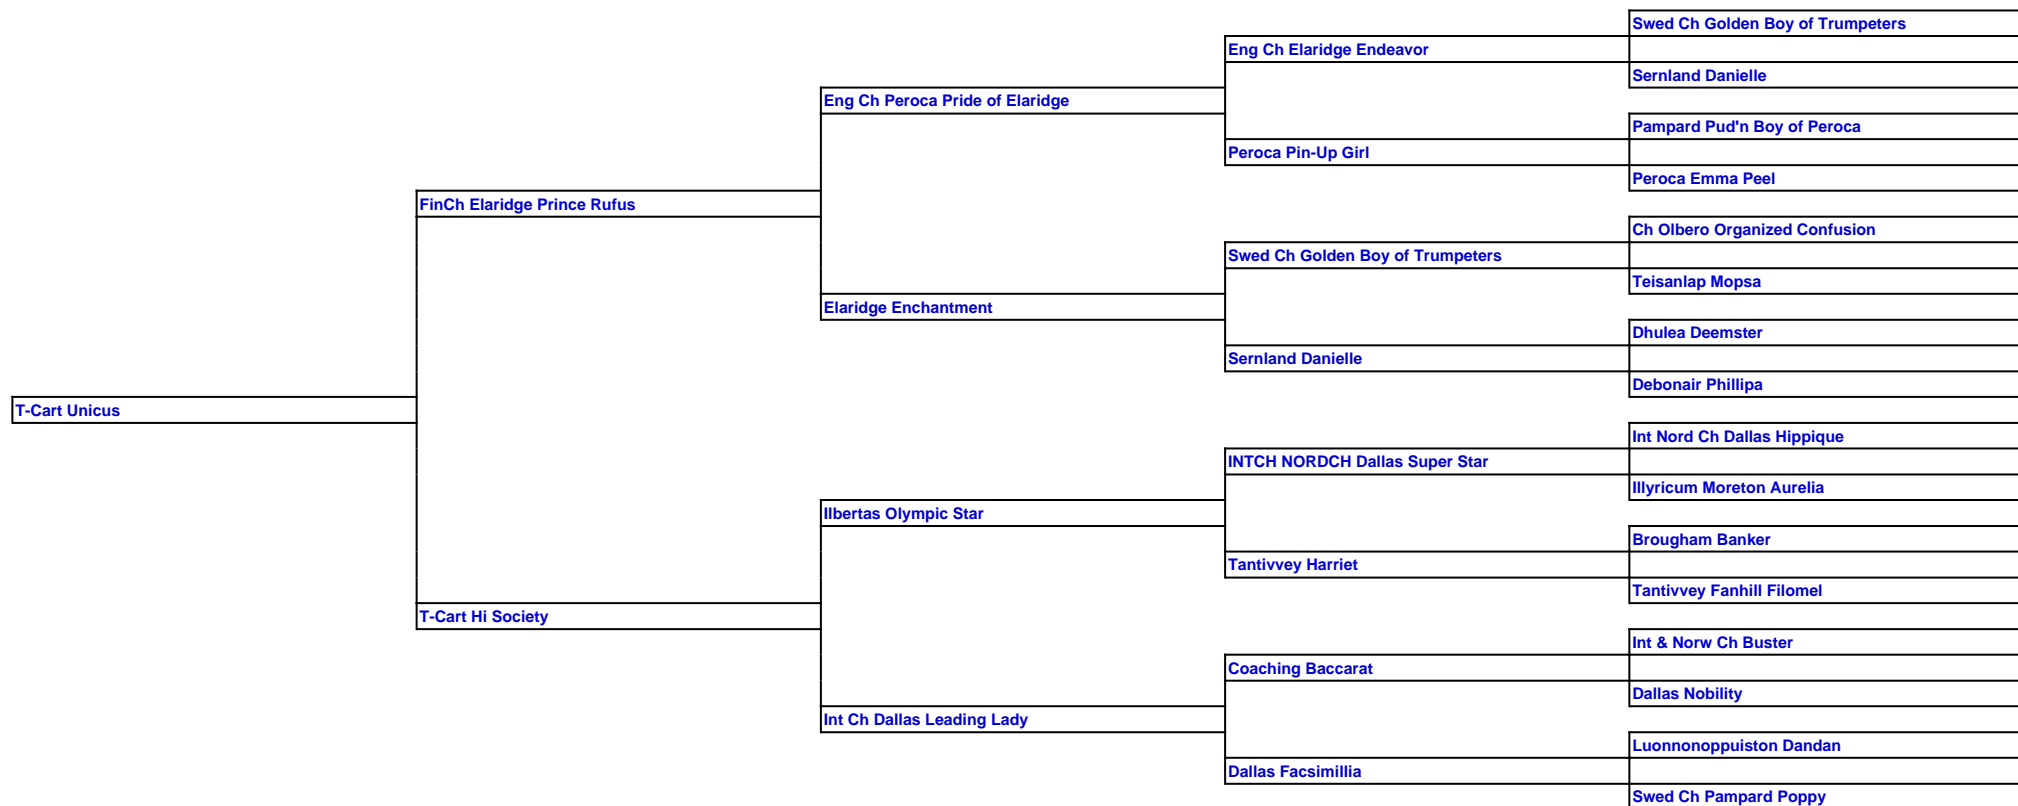 Swed Ch Golden Boy of Trumpeters
Eng Ch Elaridge Endeavor
Sernland Danielle
Eng Ch Peroca Pride of Elaridge
Pampard Pud'n Boy of Peroca
Peroca Pin-Up Girl
Peroca Emma Peel
FinCh Elaridge Prince Rufus
Ch Olbero Organized Confusion
Swed Ch Golden Boy of Trumpeters
Teisanlap Mopsa
Elaridge Enchantment
Dhulea Deemster
Sernland Danielle
Debonair Phillipa
T-Cart Unicus
Int Nord Ch Dallas Hippique
INTCH NORDCH Dallas Super Star
Illyricum Moreton Aurelia
Ilbertas Olympic Star
Brougham Banker
Tantivvey Harriet
Tantivvey Fanhill Filomel
T-Cart Hi Society
Int & Norw Ch Buster
Coaching Baccarat
Dallas Nobility
Int Ch Dallas Leading Lady
Luonnonoppuiston Dandan
Dallas Facsimillia
Swed Ch Pampard Poppy